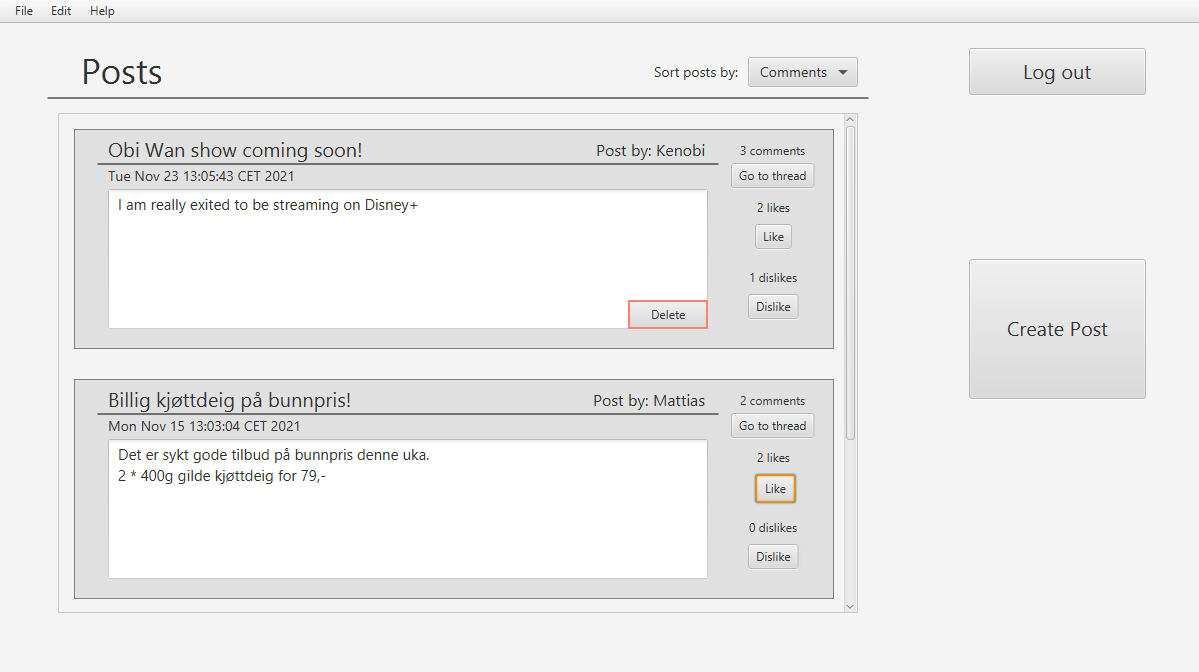 File Edit Help
Posts
Sort posts by: Comments
Log out
Obi Wan show coming soon! Post by: Kenobi
Tue Nov 23 13:05:43 CET 2021
I am really exited to be streaming on Disney+
Delete
3 comments
Go to thread
2 likes
Like
1 dislikes
Dislike
Billig kjøttdeig på bunnpris! Post by: Mattias
Mon Nov 15 13:03:04 CET 2021
Det er sykt gode tilbud på bunnpris denne uka.
2 * 400g gilde kjøttdeig for 79,-
2 comments
Go to thread
2 likes
Like
0 dislikes
Dislike
Create Post